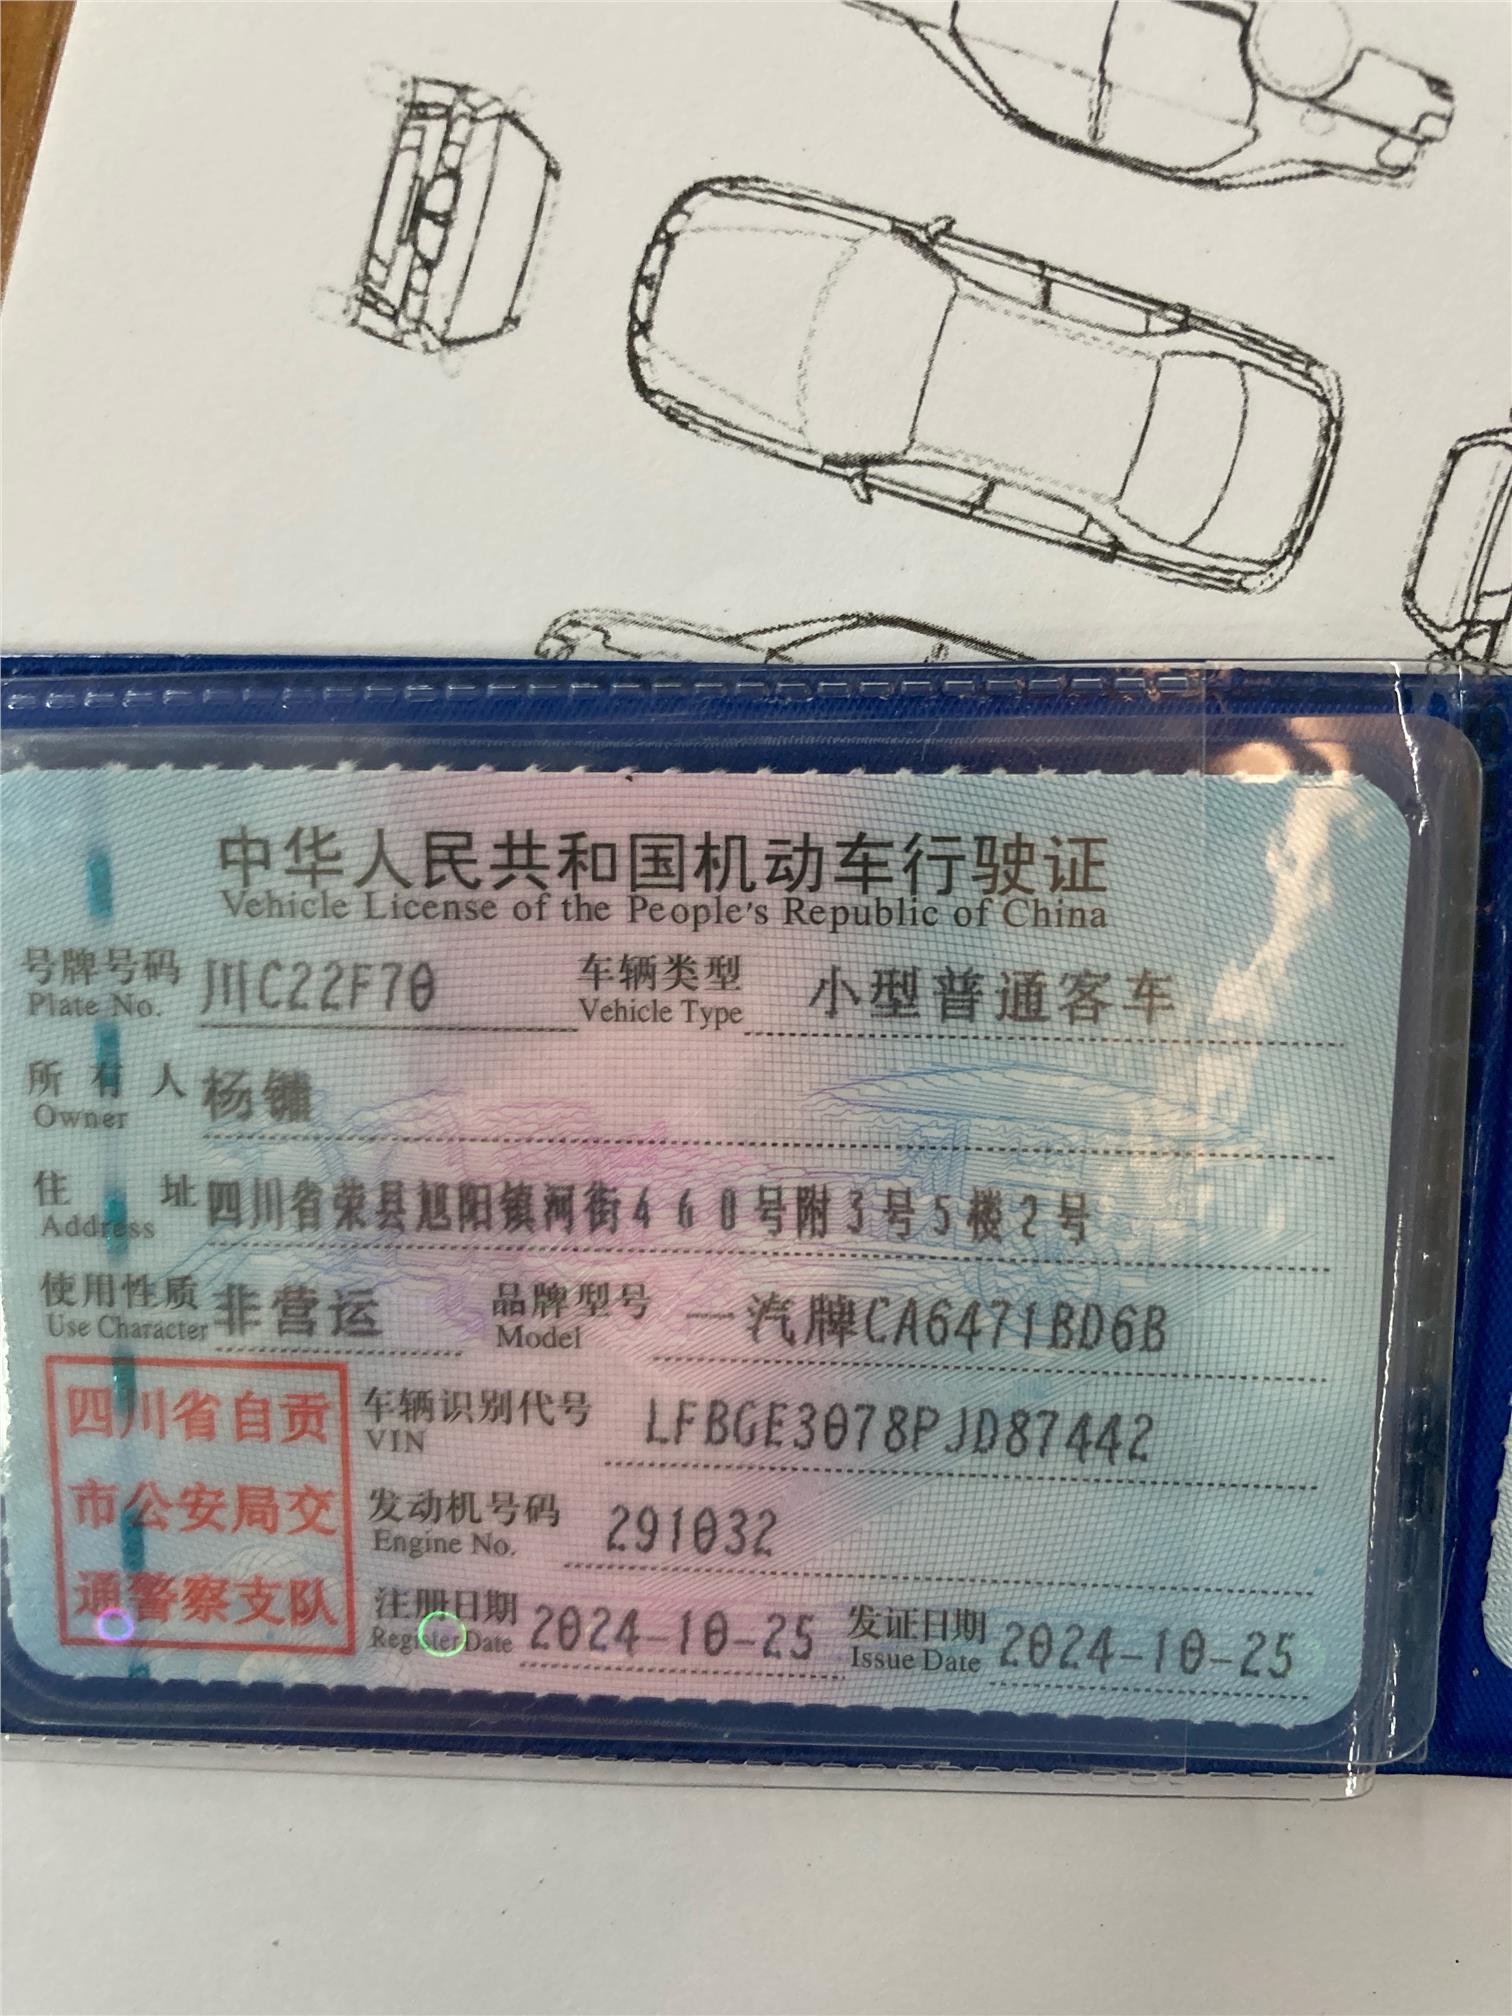 中华人民共和国机动车行驶证
Vehicle License of the People's Republic of China
号牌号码 川C22F70 车辆类型 小型普通客车
Plate No. Vehicle Type
所有人 杨
Owner
住址 四川省荣县旭阳镇河街460号附3号5楼2号
Address
使用性质 非营运 品牌型号 一汽牌CA6471BD6B
Use Character Model
四川省自贡
市公安局交
通警察支队
车辆识别代号 LFBGE3078PJD87442
VIN
发动机号码 291032
Engine No.
注册日期 2024-10-25 发证日期 2024-10-25
Register Date Issue Date